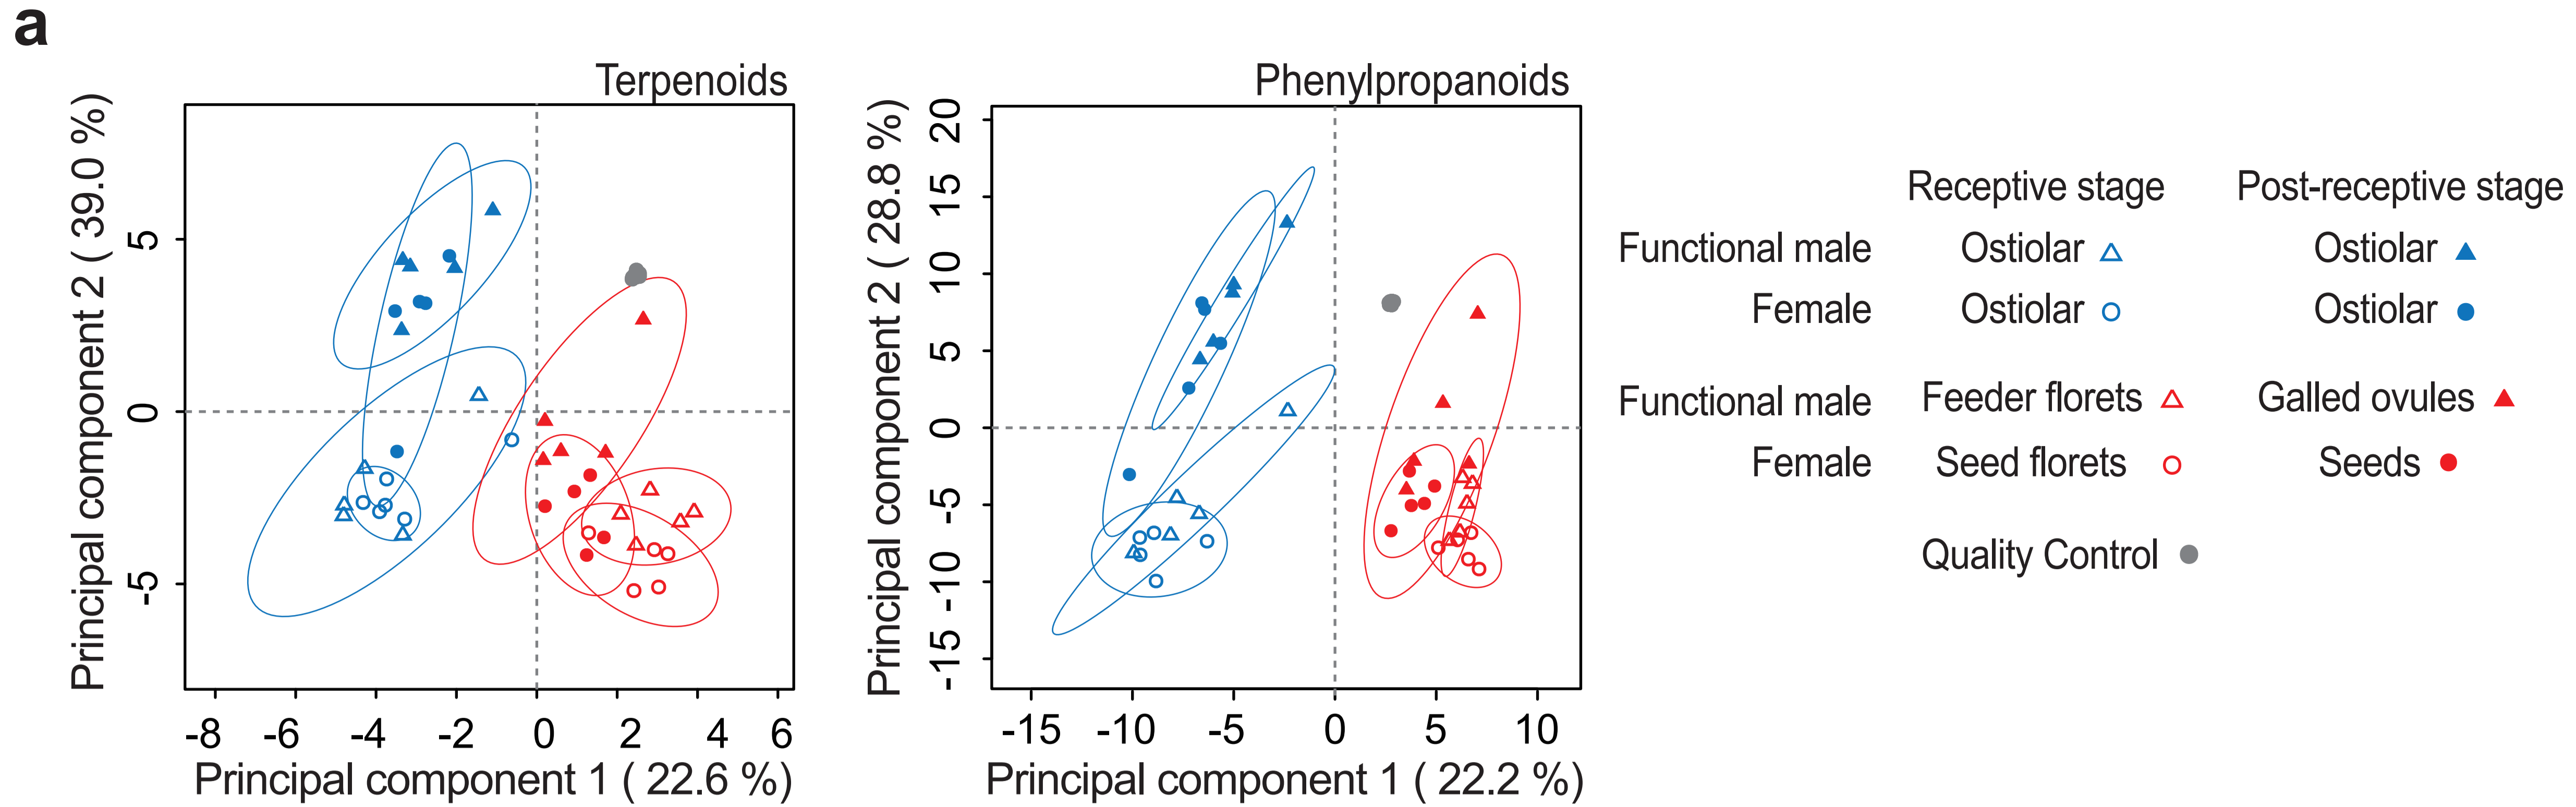 a
Terpenoids
Principal component 2 ( 39.0 %)
5
0
-5
-8 -6 -4 -2 0 2 4 6
Principal component 1 ( 22.6 %)
Phenylpropanoids
Principal component 2 ( 28.8 %)
20
15
10
5
0
-5
-10
-15
-15 -10 -5 0 5 10
Principal component 1 ( 22.2 %)
Receptive stage Post-receptive stage
Functional male Ostiolar Ostiolar
Female Ostiolar Ostiolar
Functional male Feeder florets Galled ovules
Female Seed florets Seeds
Quality Control